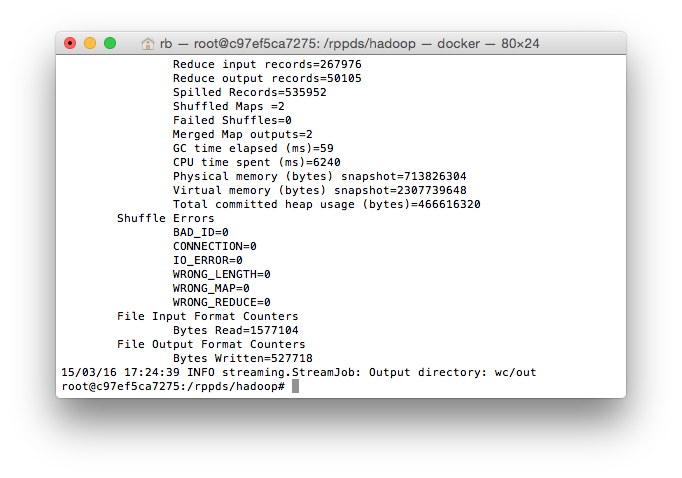 rb — root@c97ef5ca7275: /rppds/hadoop — docker — 80×24
Reduce input records=267976
Reduce output records=50105
Spilled Records=535952
Shuffled Maps =2
Failed Shuffles=0
Merged Map outputs=2
GC time elapsed (ms)=59
CPU time spent (ms)=6240
Physical memory (bytes) snapshot=713826304
Virtual memory (bytes) snapshot=2307739648
Total committed heap usage (bytes)=466616320
Shuffle Errors
BAD_ID=0
CONNECTION=0
IO_ERROR=0
WRONG_LENGTH=0
WRONG_MAP=0
WRONG_REDUCE=0
File Input Format Counters
Bytes Read=1577104
File Output Format Counters
Bytes Written=527718
15/03/16 17:24:39 INFO streaming.StreamJob: Output directory: wc/out
root@c97ef5ca7275:/rppds/hadoop#